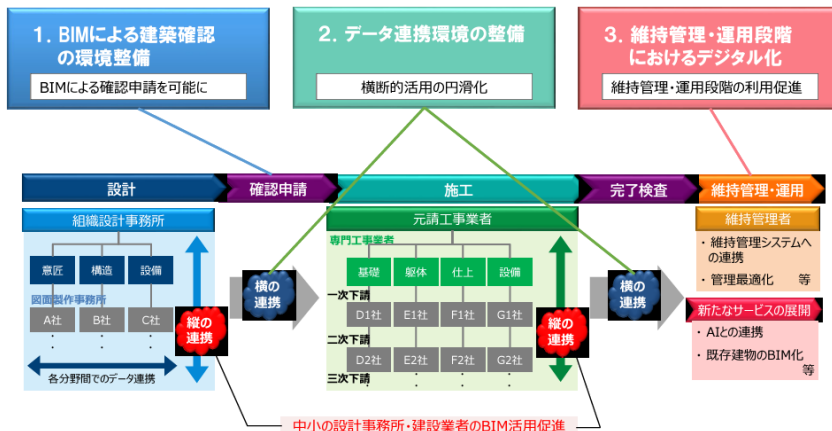 1. BIMによる建築確認
の環境整備
BIMによる確認申請を可能に
2. データ連携環境の整備
横断的活用の円滑化
3. 維持管理・運用段階
におけるデジタル化
維持管理・運用段階の利用促進
設計
確認申請
施工
完了検査
維持管理・運用
組織設計事務所
意匠
構造
設備
図面製作事務所
A社
B社
C社
各分野間でのデータ連携
縦の
連携
横の
連携
元請工事業者
専門工事業者
基礎
躯体
仕上
設備
一次下請
D1社
E1社
F1社
G1社
二次下請
D2社
E2社
F2社
G2社
三次下請
縦の
連携
横の
連携
維持管理者
・維持管理システムへ
の連携
・管理最適化 等
新たなサービスの展開
・AIとの連携
・既存建物のBIM化
等
中小の設計事務所・建設業者のBIM活用促進